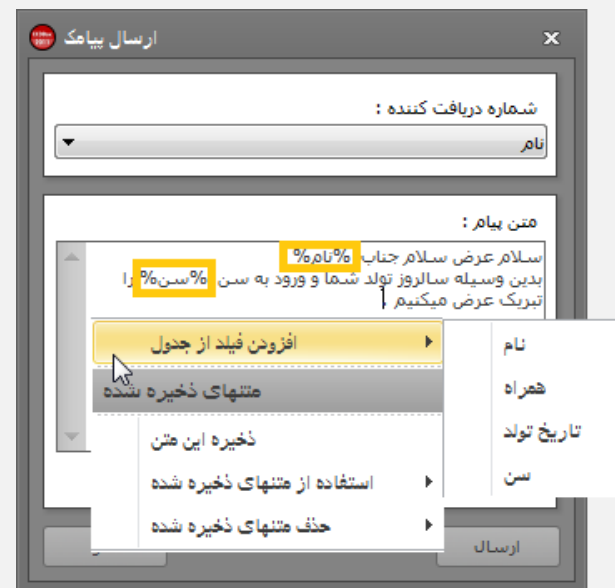 ارسال پیامک
شماره دریافت کننده :
نام
متن پیام :
سلام عرض سلام جناب %نام%
بدین وسیله سالروز تولد شما و ورود به سن %سن% را
تبریک عرض میکنیم .
افزودن فیلد از جدول
متنهای ذخیره شده
ذخیره این متن
استفاده از متنهای ذخیره شده
حذف متنهای ذخیره شده
نام
همراه
تاریخ تولد
سن
ارسال